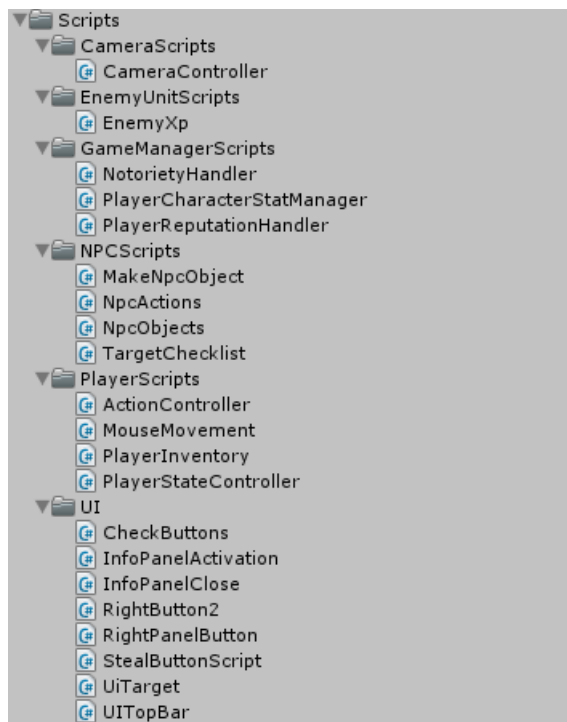 Scripts
CameraScripts
CameraController
EnemyUnitScripts
EnemyXp
GameManagerScripts
NotorietyHandler
PlayerCharacterStatManager
PlayerReputationHandler
NPCScripts
MakeNpcObject
NpcActions
NpcObjects
TargetChecklist
PlayerScripts
ActionController
MouseMovement
PlayerInventory
PlayerStateController
UI
CheckButtons
InfoPanelActivation
InfoPanelClose
RightButton2
RightPanelButton
StealButtonScript
UiTarget
UITopBar